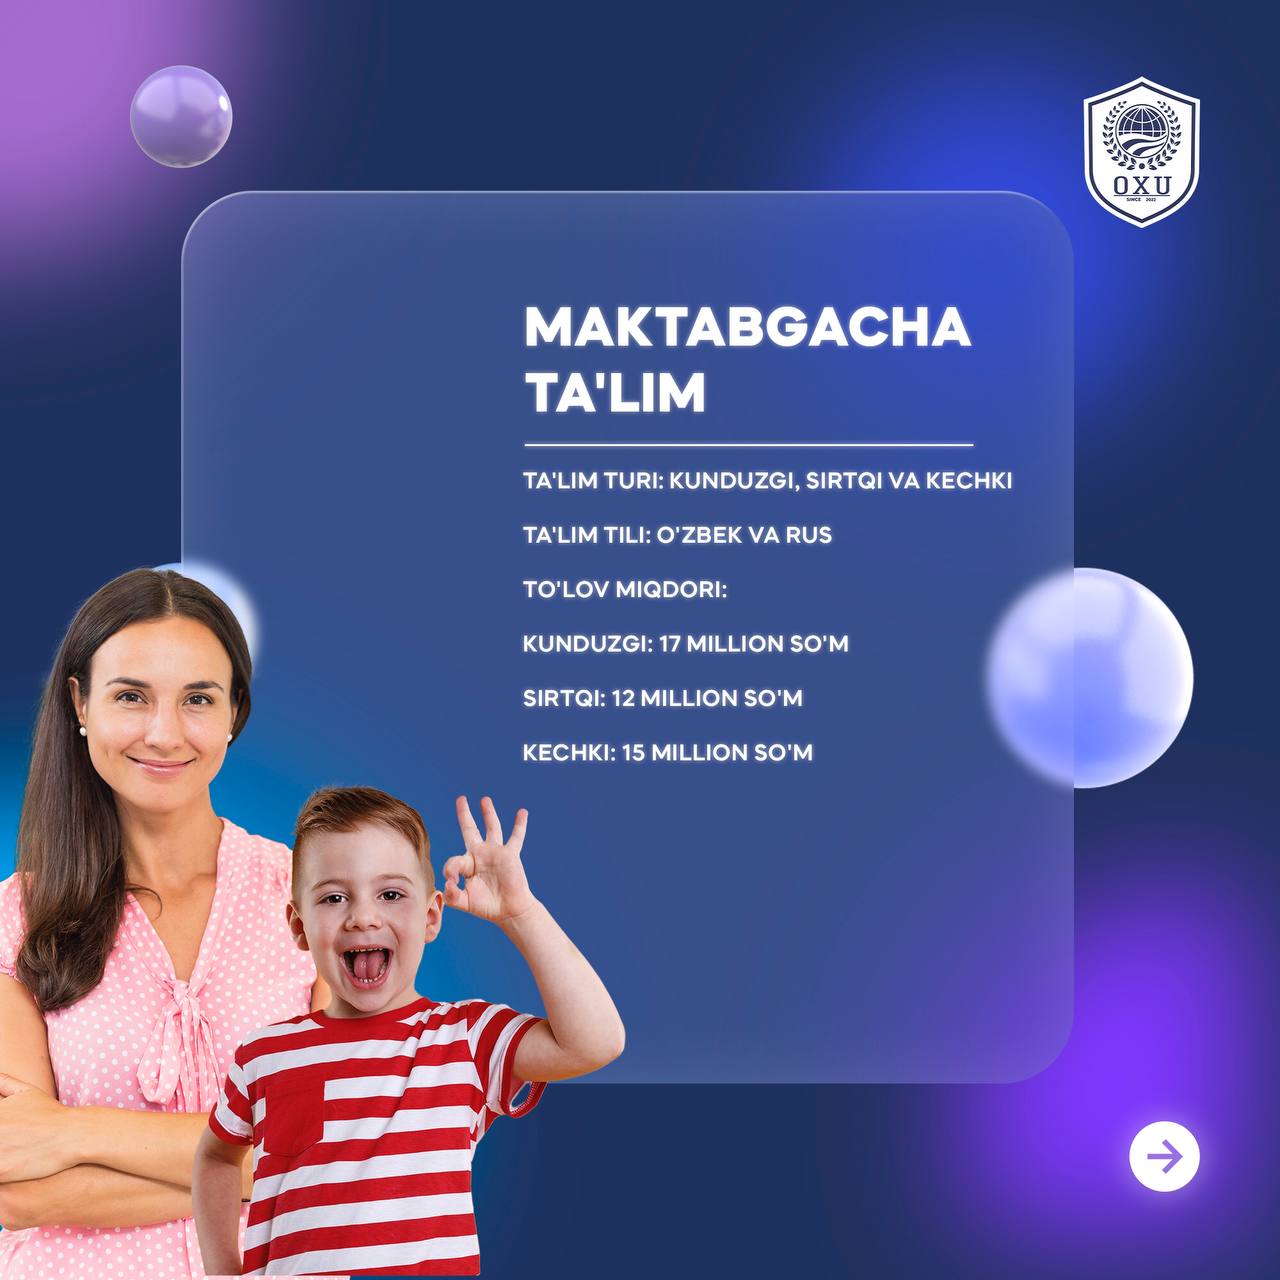 OXU
SINCE 2022
MAKTABGACHA
TA'LIM
TA'LIM TURI: KUNDUZGI, SIRTQI VA KECHKI
TA'LIM TILI: O'ZBEK VA RUS
TO'LOV MIQDORI:
KUNDUZGI: 17 MILLION SO'M
SIRTQI: 12 MILLION SO'M
KECHKI: 15 MILLION SO'M